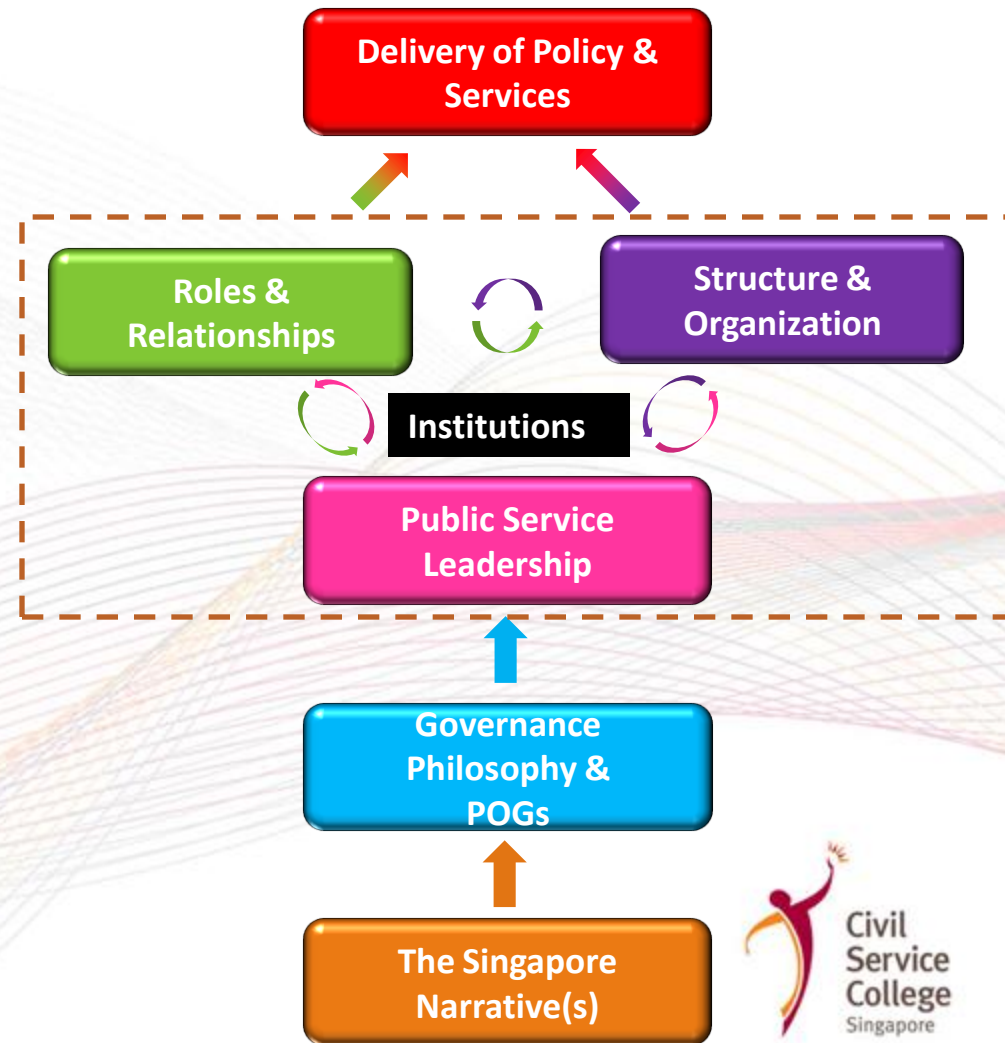 Delivery of Policy &
Services
Roles &
Relationships
Structure &
Organization
Institutions
Public Service
Leadership
Governance
Philosophy &
POGs
The Singapore
Narrative(s)
Civil
Service
College
Singapore